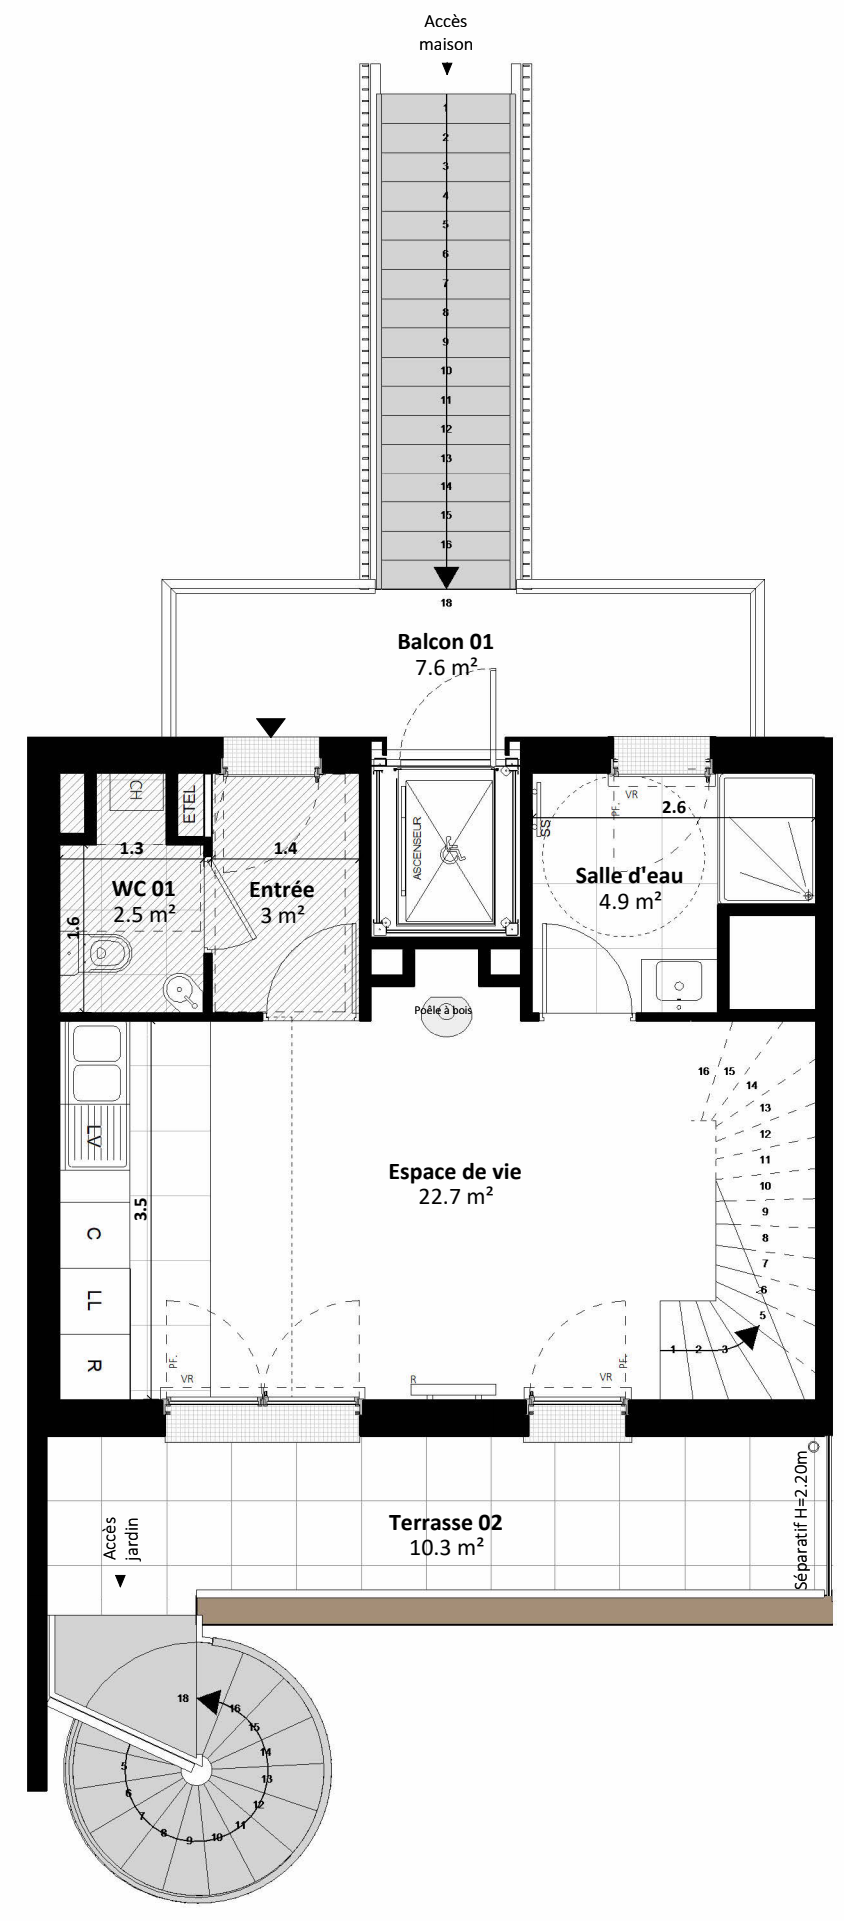 Accès
maison
1
2
3
4
5
6
7
8
9
10
11
12
13
14
15
16
18
Balcon 01
7.6 m²
CH
ETEL
ASCENSEUR
VR
PF.
SS
2.6
1.3
1.4
WC 01
2.5 m²
1.6
Entrée
3 m²
Salle d'eau
4.9 m²
Poêle à bois
LV
C
LL
R
3.5
Espace de vie
22.7 m²
16
15
14
13
12
11
10
9
8
7
6
5
1
2
3
PF.
VR
R
VR
PF.
Terrasse 02
10.3 m²
Séparatif H=2.20m
Accès
jardin
18
16
15
14
13
12
11
10
9
8
7
6
5